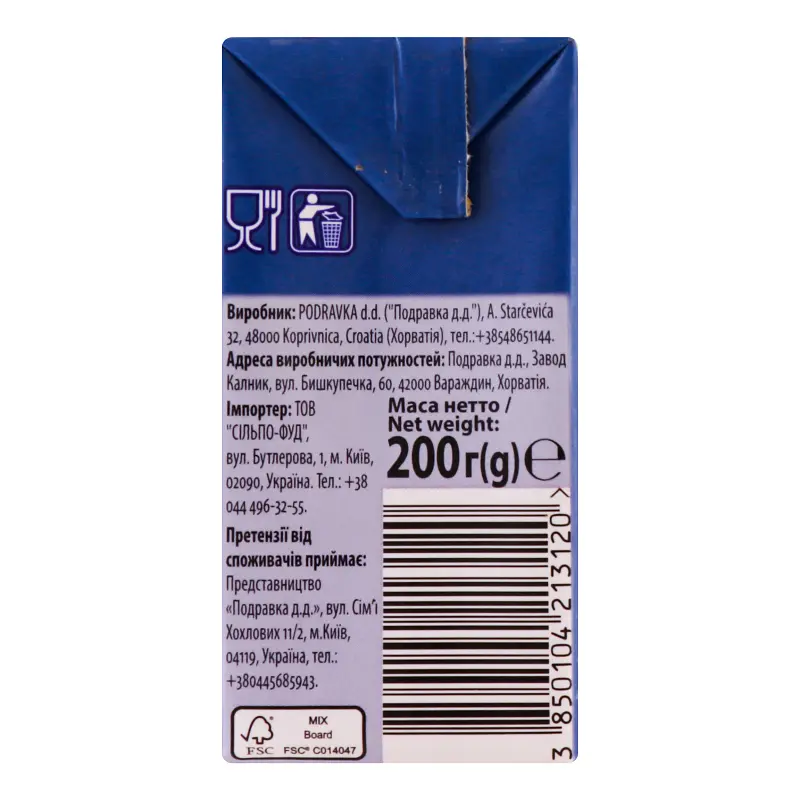 Виробник: PODRAVKA d.d. ("Подравка д.д."), A. Starčevića
32, 48000 Koprivnica, Croatia (Хорватія), тел.:+38548651144.
Адреса виробничих потужностей: Подравка д.д., Завод
Калник, вул. Бишкупечка, 60, 42000 Вараждин, Хорватія.
Імпортер: ТОВ
"СІЛЬПО-ФУД",
вул. Бутлерова, 1, м. Київ,
02090, Україна. Тел.: +38
044 496-32-55.
Претензії від
споживачів приймає:
Представництво
«Подравка д.д.», вул. Сім'ї
Хохлових 11/2, м.Київ,
04119, Україна, тел.:
+380445685943.
Маса нетто /
Net weight:
200г(g) ℮
3 850104 213120 >
FSC
MIX
Board
FSC® C014047